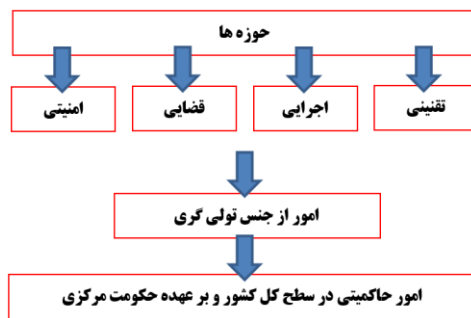 حوزه ها
تقنینی
اجرایی
قضایی
امنیتی
امور از جنس تولی گری
امور حاکمیتی در سطح کل کشور و بر عهده حکومت مرکزی